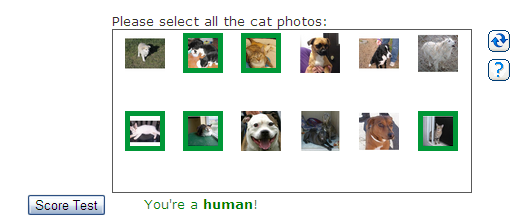 Please select all the cat photos:
?
Score Test
You're a human!